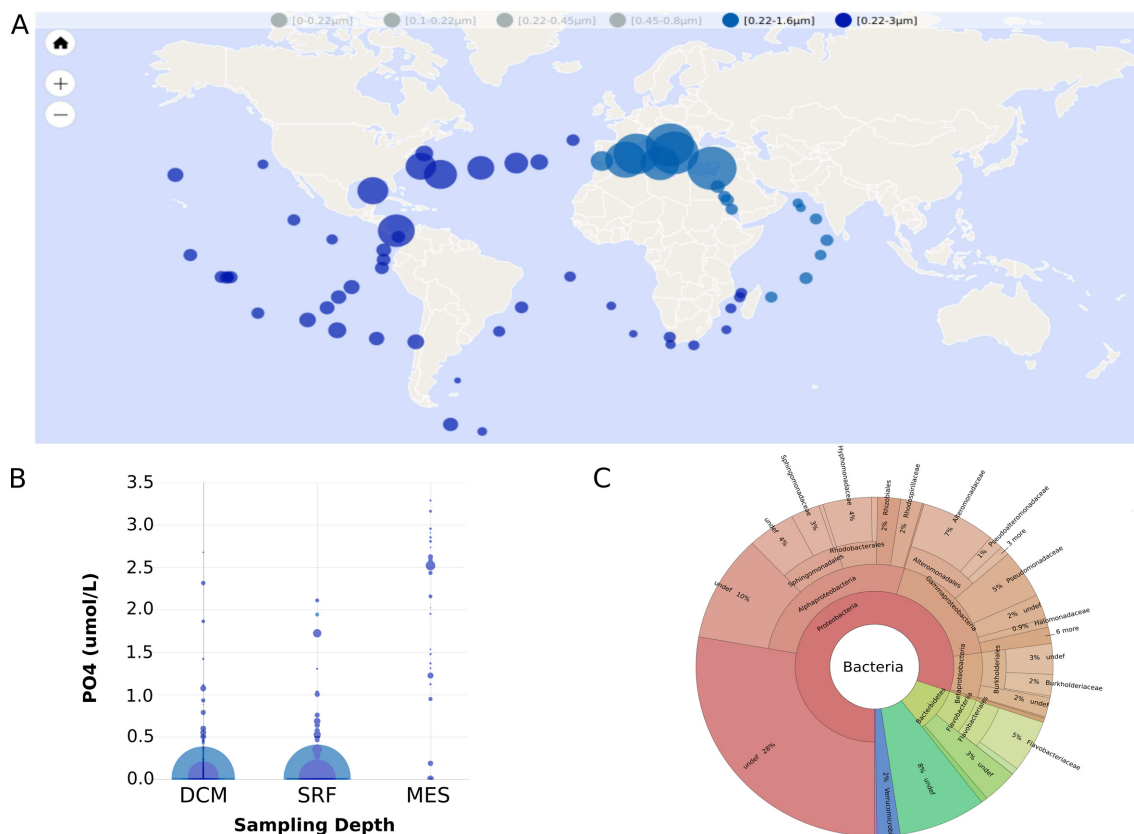 A
[0-0.22µm] [0.1-0.22µm] [0.22-0.45µm] [0.45-0.8µm] [0.22-1.6µm] [0.22-3µm]
+
−
B
PO4 (umol/L)
3.5
3.0
2.5
2.0
1.5
1.0
0.5
0.0
DCM SRF MES
Sampling Depth
C
Bacteria
Proteobacteria
Alphaproteobacteria
Gammaproteobacteria
Betaproteobacteria
Bacteroidetes
Flavobacteria
Flavobacteriales
Sphingomonadales
Rhodobacterales
Alteromonadales
Burkholderiales
undef 28%
undef 10%
undef 4%
Sphingomonadaceae 3%
Hyphomonadaceae 4%
2% Rhizobiales
2% Rhodospirillaceae
7% Alteromonadaceae
1% Pseudoalteromonadaceae
3 more
5% Pseudomonadaceae
2% undef
0.9% Halomonadaceae
6 more
3% undef
2% Burkholderiaceae
2% undef
5% Flavobacteriaceae
3% undef
8% undef
2% Verrucomicrobi